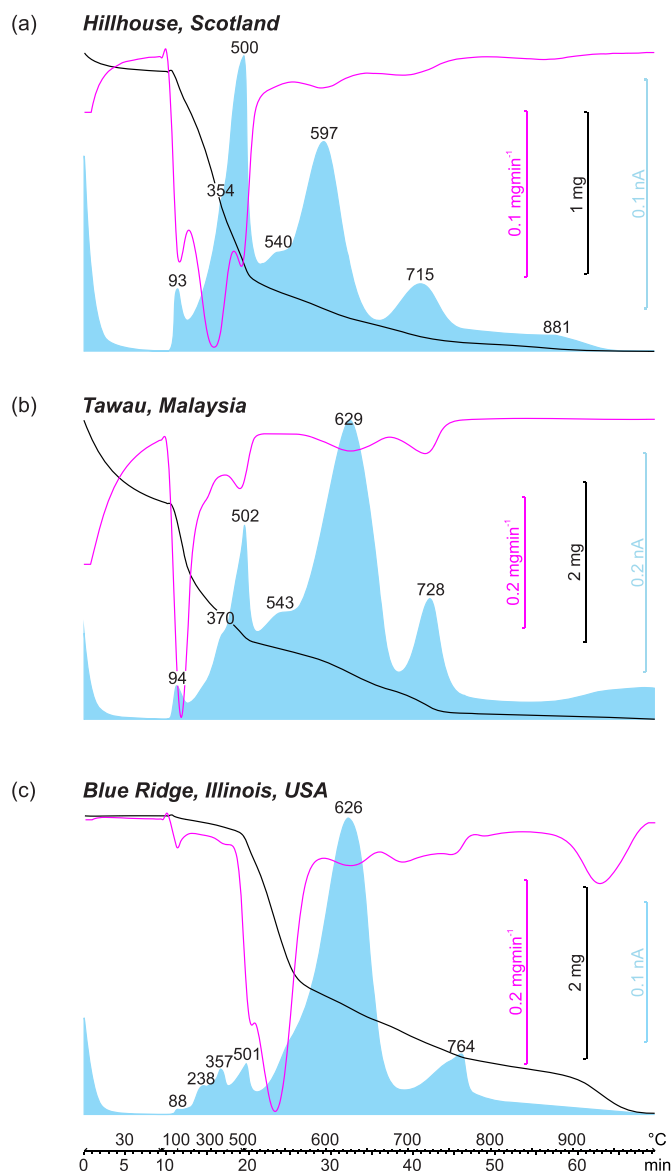 (a) Hillhouse, Scotland
500
597
354
540
93
715
881
0.1 mgmin-1
1 mg
0.1 nA
(b) Tawau, Malaysia
629
502
543
370
728
94
0.2 mgmin-1
2 mg
0.2 nA
(c) Blue Ridge, Illinois, USA
626
764
501
357
238
88
0.2 mgmin-1
2 mg
0.1 nA
30 100 300 500 600 700 800 900 °C
0 5 10 20 30 40 50 60 min